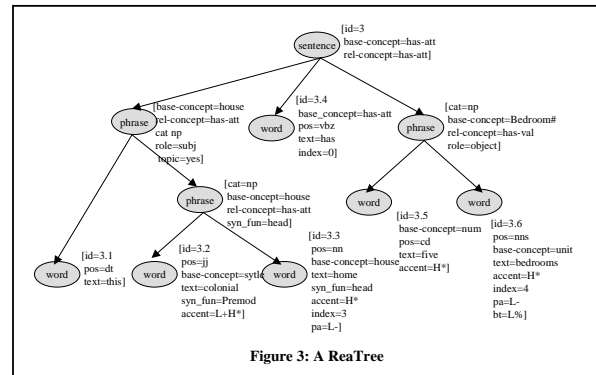 [id=3
base-concept=has-att
rel-concept=has-att]
sentence
[base-concept=house
rel-concept=has-att
cat np
role=subj
topic=yes]
phrase
[id=3.4
base_concept=has-att
pos=vbz
text=has
index=0]
word
[cat=np
base-concept=Bedroom#
rel-concept=has-val
role=object]
phrase
[cat=np
base-oncept=house
rel-concept=has-att
syn_fun=head]
phrase
[id=3.1
pos=dt
text=this]
word
[id=3.2
pos=jj
base-concept=sytle
text=colonial
syn_fun=Premod
accent=L+H*]
word
[id=3.3
pos=nn
base-concept=house
text=home
syn_fun=head
accent=H*
index=3
pa=L-]
word
[id=3.5
base-concept=num
pos=cd
text=five
accent=H*]
word
[id=3.6
pos=nns
base-concept=unit
text=bedrooms
accent=H*
index=4
pa=L-
bt=L%]
word
Figure 3: A ReaTree